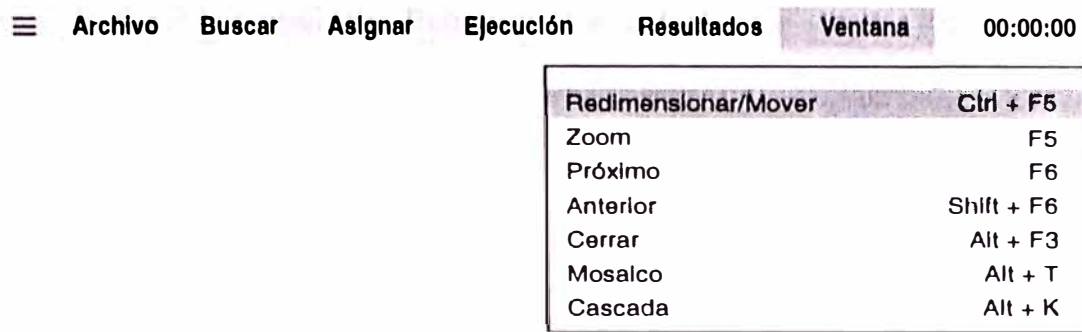 ≡ Archivo Buscar Asignar Ejecución Resultados Ventana 00:00:00
Redimensionar/Mover Ctrl + F5
Zoom F5
Próximo F6
Anterior Shift + F6
Cerrar Alt + F3
Mosaico Alt + T
Cascada Alt + K